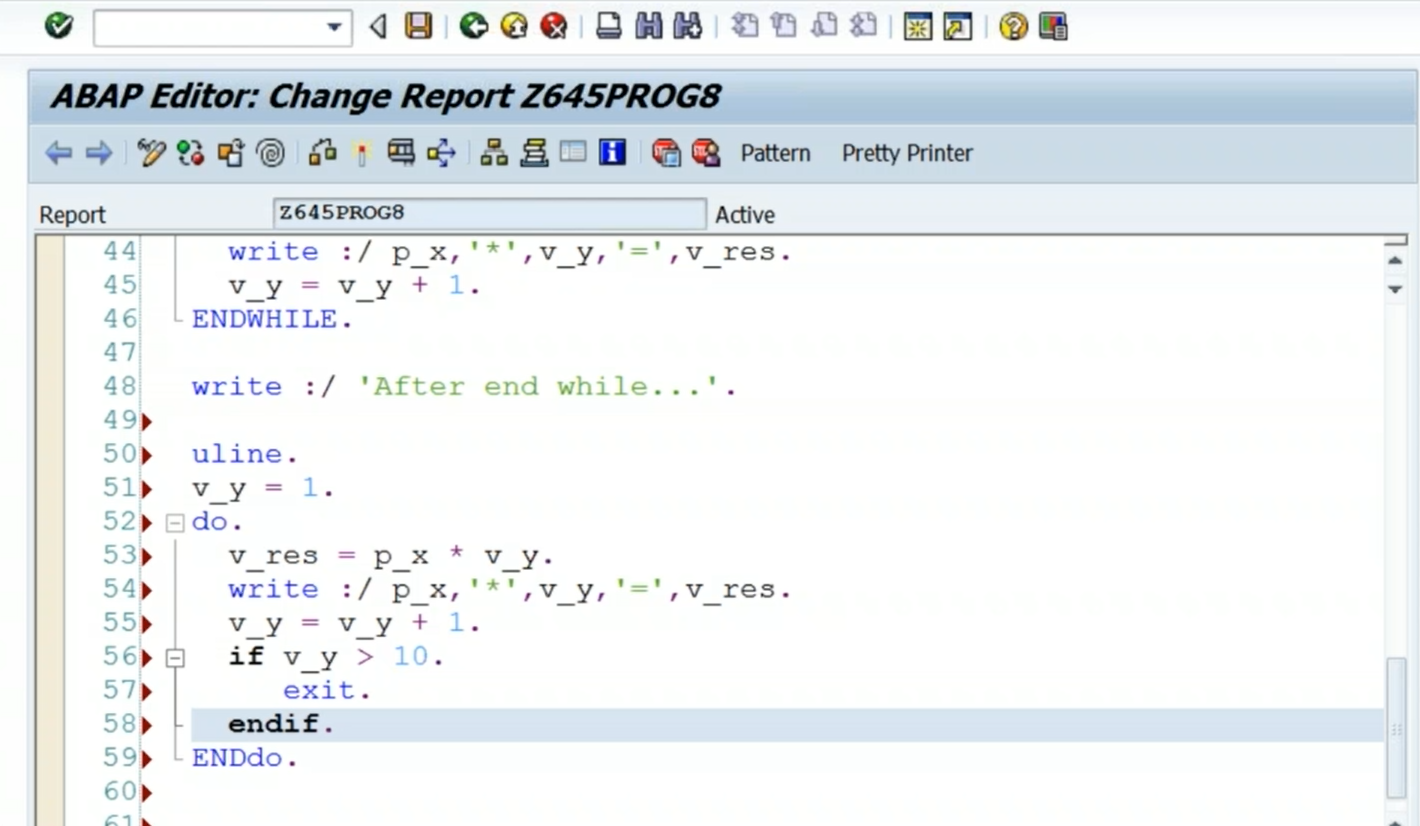 ABAP Editor: Change Report Z645PROG8
Pattern Pretty Printer
Report Z645PROG8 Active
44 write :/ p_x,'*',v_y,'=',v_res.
45 v_y = v_y + 1.
46 ENDWHILE.
47
48 write :/ 'After end while...'.
49
50 uline.
51 v_y = 1.
52 do.
53 v_res = p_x * v_y.
54 write :/ p_x,'*',v_y,'=',v_res.
55 v_y = v_y + 1.
56 if v_y > 10.
57 exit.
58 endif.
59 ENDdo.
60
61